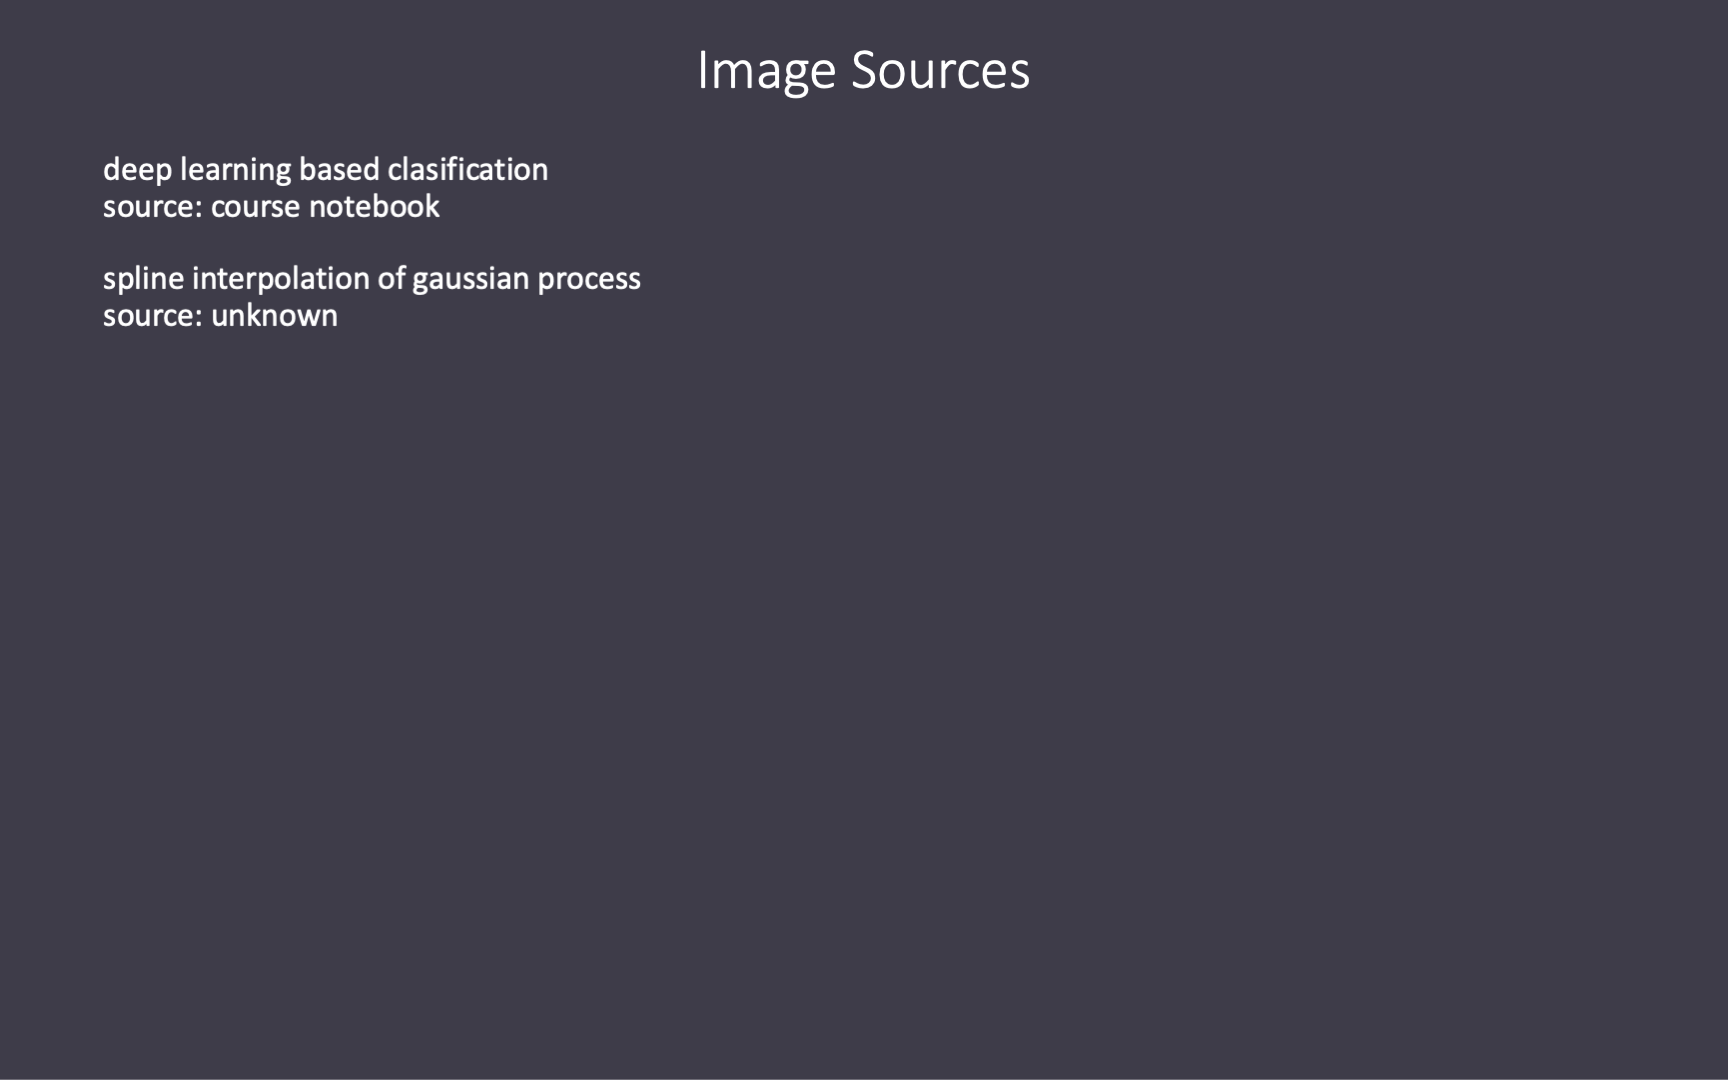 Image Sources
deep learning based clasification
source: course notebook
spline interpolation of gaussian process
source: unknown